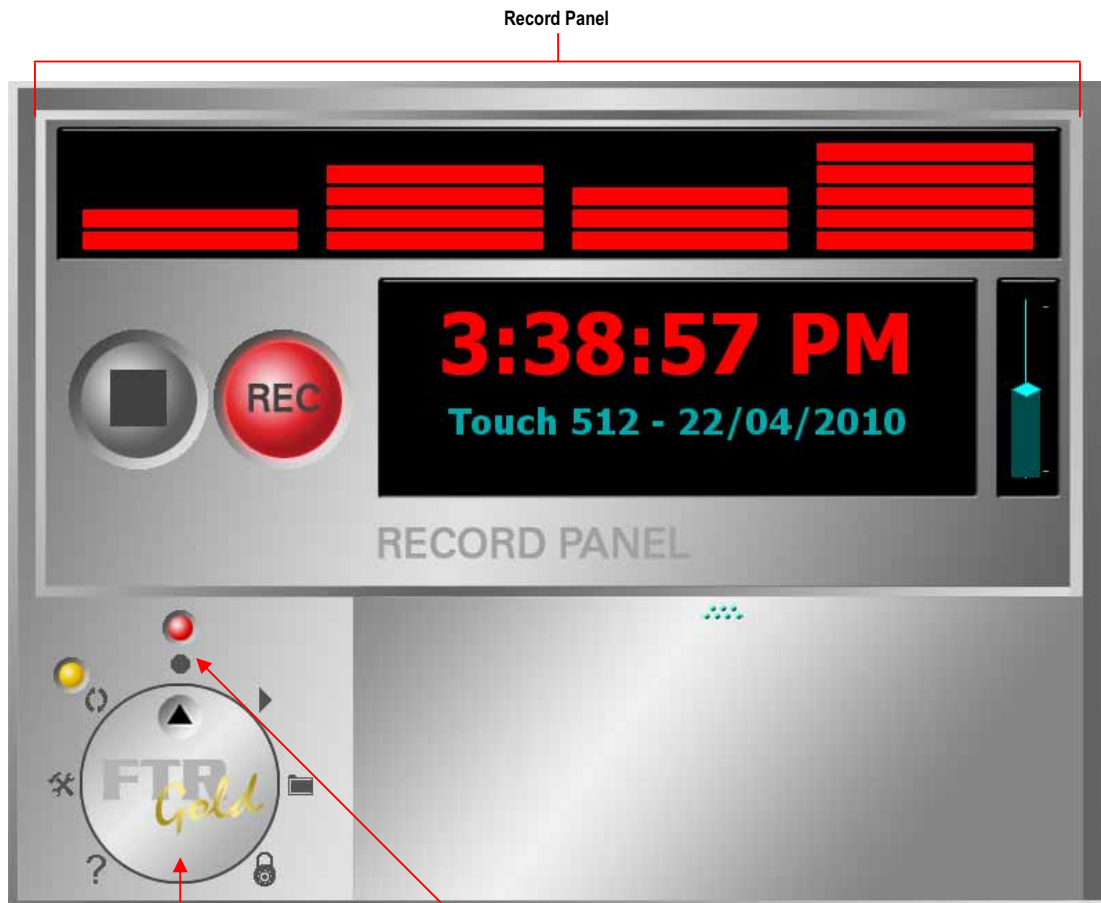 Record Panel
REC
3:38:57 PM
Touch 512 - 22/04/2010
RECORD PANEL
FTR
Gold
?